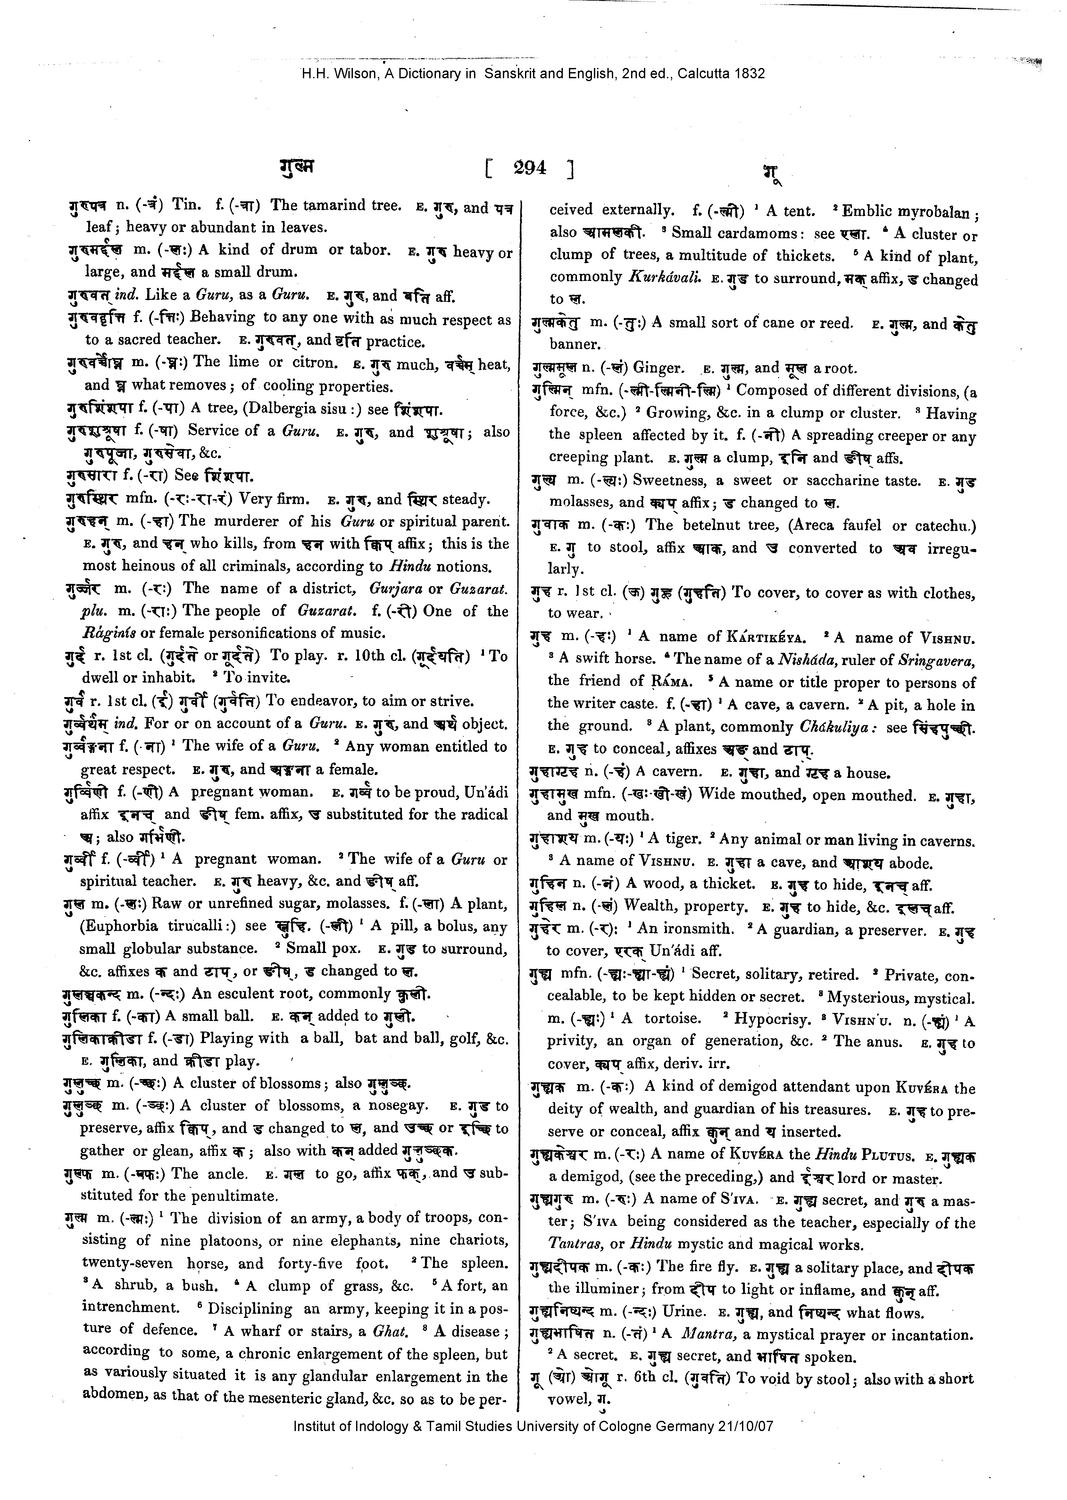 H.H. Wilson, A Dictionary in Sanskrit and English, 2nd ed., Calcutta 1832
गुल्म [ 294 ] गू
गुरुपत्र n. (-त्रं) Tin. f. (-त्रा) The tamarind tree. E. गुरु, and पत्र
leaf; heavy or abundant in leaves.
गुरुमर्द्दल m. (-लः) A kind of drum or tabor. E. गुरु heavy or
large, and मर्द्दल a small drum.
गुरुवत् ind. Like a Guru, as a Guru. E. गुरु, and वति aff.
गुरुवद्वृत्ति f. (-त्तिः) Behaving to any one with as much respect as
to a sacred teacher. E. गुरुवत्, and वृत्ति practice.
गुरुवर्चोघ्न m. (-घ्नः) The lime or citron. E. गुरु much, वर्चस् heat,
and घ्न what removes; of cooling properties.
गुरुशिंशपा f. (-पा) A tree, (Dalbergia sisu:) see शिंशपा.
गुरुशुश्रूषा f. (-षा) Service of a Guru. E. गुरु, and शुश्रूषा; also
गुरुपूजा, गुरुसेवा, &c.
गुरुसारा f. (-रा) See शिंशपा.
गुरुस्थिर mfn. (-रः-रा-रं) Very firm. E. गुरु, and स्थिर steady.
गुरुहन् m. (-हा) The murderer of his Guru or spiritual parent.
E. गुरु, and हन् who kills, from हन with क्विप् affix; this is the
most heinous of all criminals, according to Hindu notions.
गुर्ज्जर m. (-रः) The name of a district, Gurjara or Guzarat.
plu. m. (-राः) The people of Guzarat. f. (-री) One of the
Ráginís or female personifications of music.
गुर्द r. 1st cl. (गुर्दते or गूर्दते) To play. r. 10th cl. (गूर्दयति) ¹ To
dwell or inhabit. ² To invite.
गुर्व r. 1st cl. (ई) गुर्वी (गुर्वति) To endeavor, to aim or strive.
गुर्व्वर्थम् ind. For or on account of a Guru. E. गुरु, and अर्थ object.
गुर्व्वङ्गना f. (-ना) ¹ The wife of a Guru. ² Any woman entitled to
great respect. E. गुरु, and अङ्गना a female.
गुर्व्विणी f. (-णी) A pregnant woman. E. गर्व्व to be proud, Un'ádi
affix इनच् and ङीष् fem. affix, उ substituted for the radical
अ; also गर्भिणी.
गुर्व्वी f. (-र्व्वी) ¹ A pregnant woman. ² The wife of a Guru or
spiritual teacher. E. गुरु heavy, &c. and ङीष् aff.
गुल m. (-लः) Raw or unrefined sugar, molasses. f. (-ला) A plant,
(Euphorbia tirucalli:) see स्नुहि. (-ली) ¹ A pill, a bolus, any
small globular substance. ² Small pox. E. गुड to surround,
&c. affixes क and टाप्, or ङीष्, ड changed to ल.
गुलञ्चकन्द m. (-न्दः) An esculent root, commonly कुली.
गुलिका f. (-का) A small ball. E. कन् added to गुली.
गुलिकाक्रीडा f. (-डा) Playing with a ball, bat and ball, golf, &c.
E. गुलिका, and क्रीडा play.
गुलुच्छ m. (-च्छः) A cluster of blossoms; also गुलुञ्छ.
गुलुञ्छ m. (-ञ्छः) A cluster of blossoms, a nosegay. E. गुड to
preserve, affix क्विप्, and ड changed to ल, and उच्छ or उछि to
gather or glean, affix क; also with कन् added गुलुञ्छक.
गुल्फ m. (-ल्फः) The ancle. E. गल to go, affix फक्, and उ sub-
stituted for the penultimate.
गुल्म m. (-ल्मः) ¹ The division of an army, a body of troops, con-
sisting of nine platoons, or nine elephants, nine chariots,
twenty-seven horse, and forty-five foot. ² The spleen.
³ A shrub, a bush. ⁴ A clump of grass, &c. ⁵ A fort, an
intrenchment. ⁶ Disciplining an army, keeping it in a pos-
ture of defence. ⁷ A wharf or stairs, a Ghat. ⁸ A disease;
according to some, a chronic enlargement of the spleen, but
as variously situated it is any glandular enlargement in the
abdomen, as that of the mesenteric gland, &c. so as to be per-
ceived externally. f. (-ल्मी) ¹ A tent. ² Emblic myrobalan;
also आमलकी. ³ Small cardamoms: see एला. ⁴ A cluster or
clump of trees, a multitude of thickets. ⁵ A kind of plant,
commonly Kurkávali. E. गुड to surround, मक् affix, ड changed
to ल.
गुल्मकेतु m. (-तुः) A small sort of cane or reed. E. गुल्म, and केतु
banner.
गुल्ममूल n. (-लं) Ginger. E. गुल्म, and मूल a root.
गुल्मिन् mfn. (-ल्मी-ल्मिनी-ल्मि) ¹ Composed of different divisions, (a
force, &c.) ² Growing, &c. in a clump or cluster. ³ Having
the spleen affected by it. f. (-नी) A spreading creeper or any
creeping plant. E. गुल्म a clump, इनि and ङीष् affs.
गुल्य m. (-ल्यः) Sweetness, a sweet or saccharine taste. E. गुड
molasses, and क्यप् affix; ड changed to ल.
गुवाक m. (-कः) The betelnut tree, (Areca faufel or catechu.)
E. गु to stool, affix आक, and उ converted to अव irregu-
larly.
गुह r. 1st cl. (ऊ) गुहू (गुहति) To cover, to cover as with clothes,
to wear.
गुह m. (-हः) ¹ A name of KÁRTIKÉYA. ² A name of VISHNU.
³ A swift horse. ⁴ The name of a Nisháda, ruler of Sringavera,
the friend of RÁMA. ⁵ A name or title proper to persons of
the writer caste. f. (-हा) ¹ A cave, a cavern. ² A pit, a hole in
the ground. ³ A plant, commonly Chákuliya: see सिंहपुच्छी.
E. गुह to conceal, affixes अङ् and टाप्.
गुहागृह n. (-हं) A cavern. E. गुहा, and गृह a house.
गुहामुख mfn. (-खः-खी-खं) Wide mouthed, open mouthed. E. गुहा,
and मुख mouth.
गुहाशय m. (-यः) ¹ A tiger. ² Any animal or man living in caverns.
³ A name of VISHNU. E. गुहा a cave, and आशय abode.
गुहिन n. (-नं) A wood, a thicket. E. गुह to hide, इनच् aff.
गुहिल n. (-लं) Wealth, property. E. गुह to hide, &c. इलच् aff.
गुहेर m. (-रः) ¹ An ironsmith. ² A guardian, a preserver. E. गुह
to cover, एरक् Un'ádi aff.
गुह्य mfn. (-ह्यः-ह्या-ह्यं) ¹ Secret, solitary, retired. ² Private, con-
cealable, to be kept hidden or secret. ³ Mysterious, mystical.
m. (-ह्यः) ¹ A tortoise. ² Hypocrisy. ³ VISHN'U. n. (-ह्यं) ¹ A
privity, an organ of generation, &c. ² The anus. E. गुह to
cover, क्यप् affix, deriv. irr.
गुह्यक m. (-कः) A kind of demigod attendant upon KUVÉRA the
deity of wealth, and guardian of his treasures. E. गुह to pre-
serve or conceal, affix कुन् and य inserted.
गुह्यकेश्वर m. (-रः) A name of KUVÉRA the Hindu PLUTUS. E. गुह्यक
a demigod, (see the preceding,) and ईश्वर lord or master.
गुह्यगुरु m. (-रुः) A name of S'IVA. E. गुह्य secret, and गुरु a mas-
ter; S'IVA being considered as the teacher, especially of the
Tantras, or Hindu mystic and magical works.
गुह्यदीपक m. (-कः) The fire fly. E. गुह्य a solitary place, and दीपक
the illuminer; from दीप to light or inflame, and कुन् aff.
गुह्यनिष्यन्द m. (-न्दः) Urine. E. गुह्य, and निष्यन्द what flows.
गुह्यभाषित n. (-तं) ¹ A Mantra, a mystical prayer or incantation.
² A secret. E. गुह्य secret, and भाषित spoken.
गू (ओ) ओगू r. 6th cl. (गुवति) To void by stool; also with a short
vowel, गु.
Institut of Indology & Tamil Studies University of Cologne Germany 21/10/07